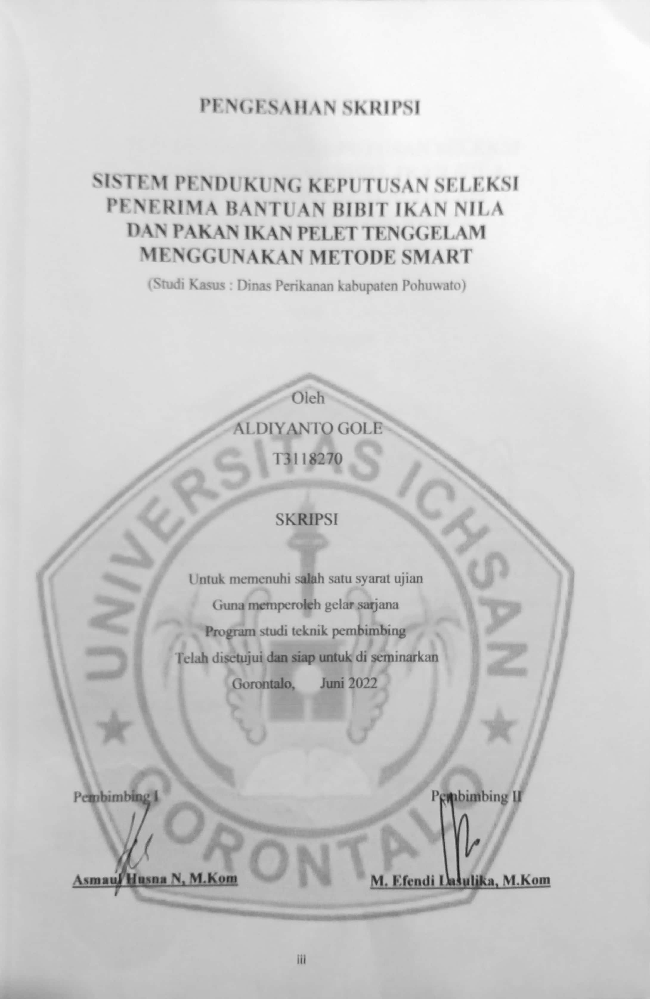 PENGESAHAN SKRIPSI
SISTEM PENDUKUNG KEPUTUSAN SELEKSI
PENERIMA BANTUAN BIBIT IKAN NILA
DAN PAKAN IKAN PELET TENGGELAM
MENGGUNAKAN METODE SMART
(Studi Kasus : Dinas Perikanan kabupaten Pohuwato)
Oleh
ALDIYANTO GOLE
T3118270
UNIVERSITAS ICHSAN
SKRIPSI
Untuk memenuhi salah satu syarat ujian
Guna memperoleh gelar sarjana
Program studi teknik pembimbing
Telah disetujui dan siap untuk di seminarkan
Gorontalo, Juni 2022
GORONTALO
Pembimbing I Pembimbing II
Asmaul Husna N, M.Kom M. Efendi Lasulika, M.Kom
iii